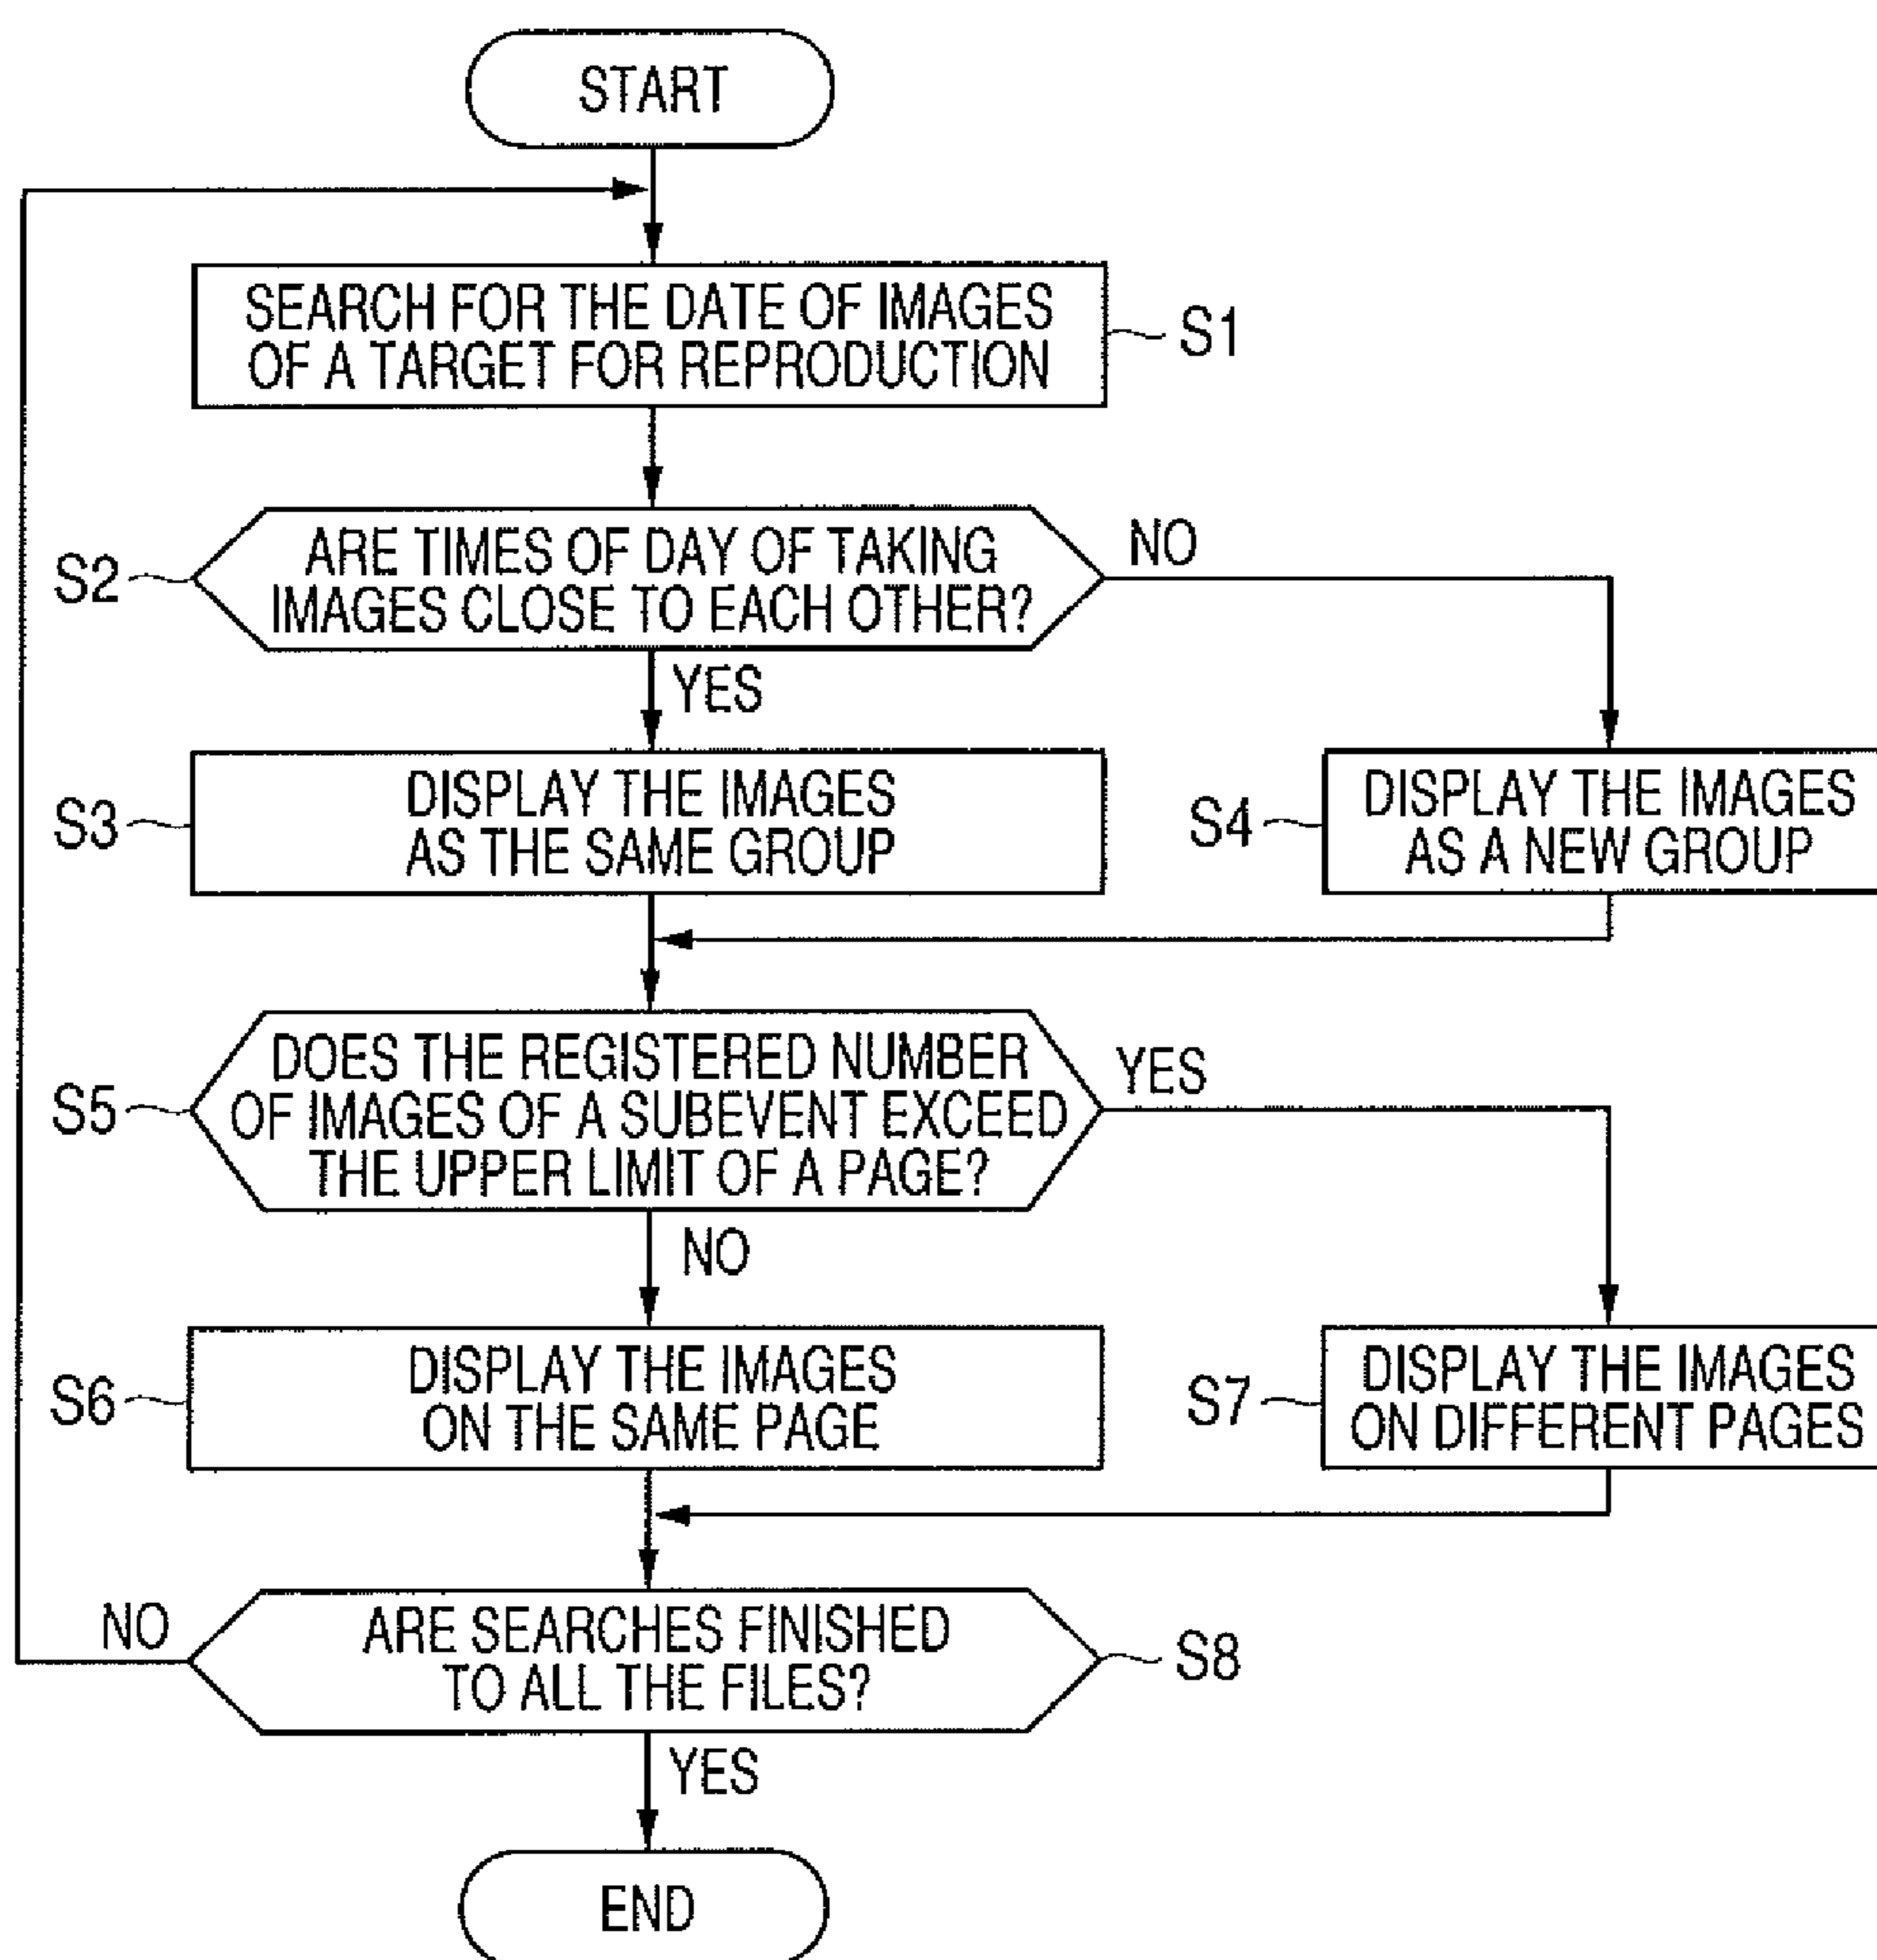 START
SEARCH FOR THE DATE OF IMAGES
OF A TARGET FOR REPRODUCTION
S1
S2
ARE TIMES OF DAY OF TAKING
IMAGES CLOSE TO EACH OTHER?
NO
YES
S3
DISPLAY THE IMAGES
AS THE SAME GROUP
S4
DISPLAY THE IMAGES
AS A NEW GROUP
S5
DOES THE REGISTERED NUMBER
OF IMAGES OF A SUBEVENT EXCEED
THE UPPER LIMIT OF A PAGE?
YES
NO
S6
DISPLAY THE IMAGES
ON THE SAME PAGE
S7
DISPLAY THE IMAGES
ON DIFFERENT PAGES
NO
ARE SEARCHES FINISHED
TO ALL THE FILES?
S8
YES
END